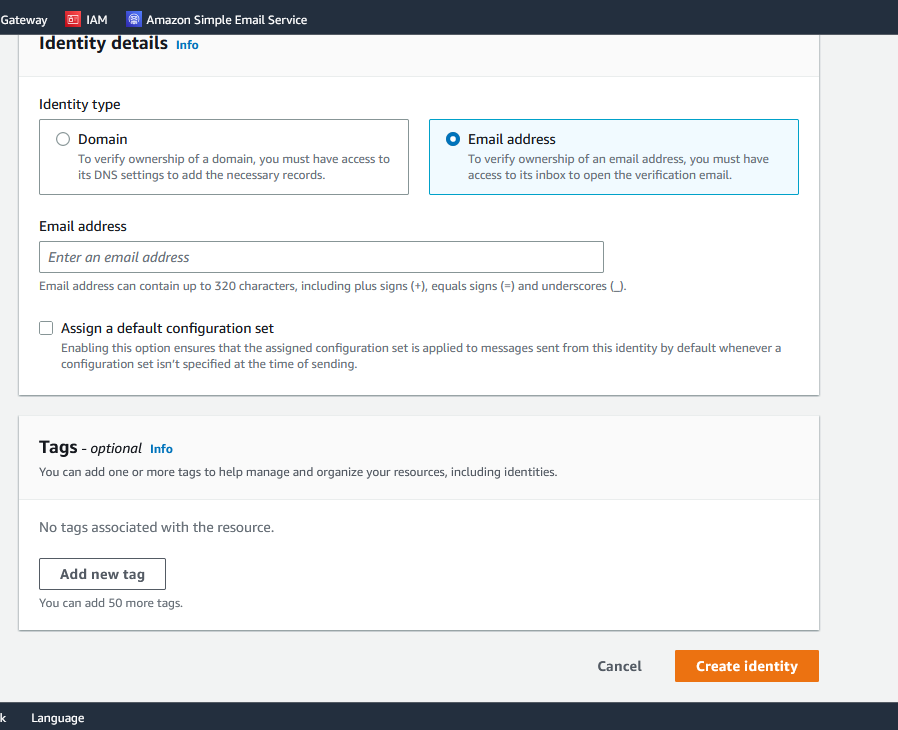 Gateway IAM Amazon Simple Email Service
Identity details Info
Identity type
Domain
To verify ownership of a domain, you must have access to
its DNS settings to add the necessary records.
Email address
To verify ownership of an email address, you must have
access to its inbox to open the verification email.
Email address
Enter an email address
Email address can contain up to 320 characters, including plus signs (+), equals signs (=) and underscores (_).
Assign a default configuration set
Enabling this option ensures that the assigned configuration set is applied to messages sent from this identity by default whenever a
configuration set isn't specified at the time of sending.
Tags - optional Info
You can add one or more tags to help manage and organize your resources, including identities.
No tags associated with the resource.
Add new tag
You can add 50 more tags.
Cancel Create identity
k Language